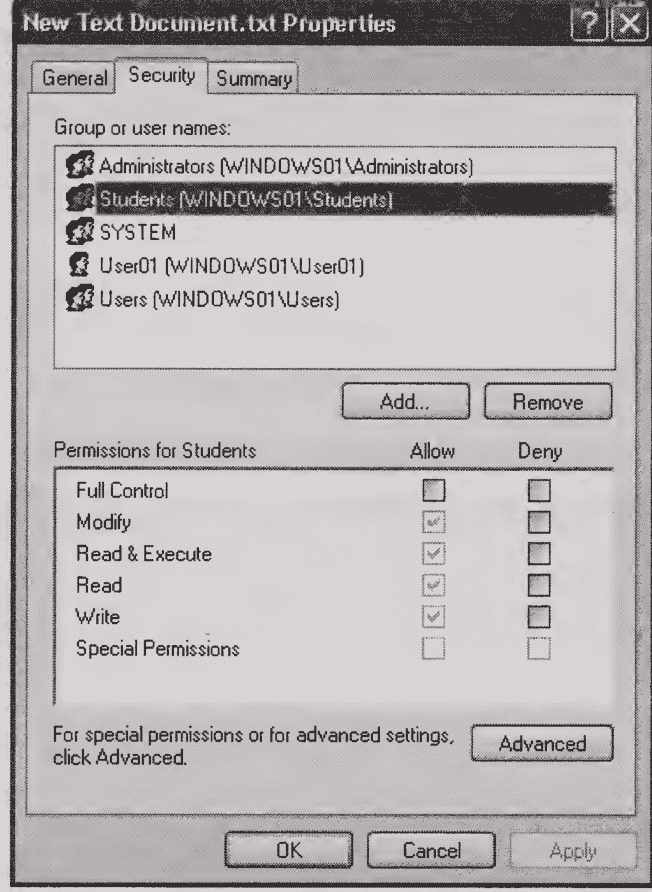 New Text Document.txt Properties
General Security Summary
Group or user names:
Administrators (WINDOWS01\Administrators)
Students (WINDOWS01\Students)
SYSTEM
User01 (WINDOWS01\User01)
Users (WINDOWS01\Users)
Add... Remove
Permissions for Students Allow Deny
Full Control
Modify
Read & Execute
Read
Write
Special Permissions
For special permissions or for advanced settings,
click Advanced.
Advanced
OK Cancel Apply